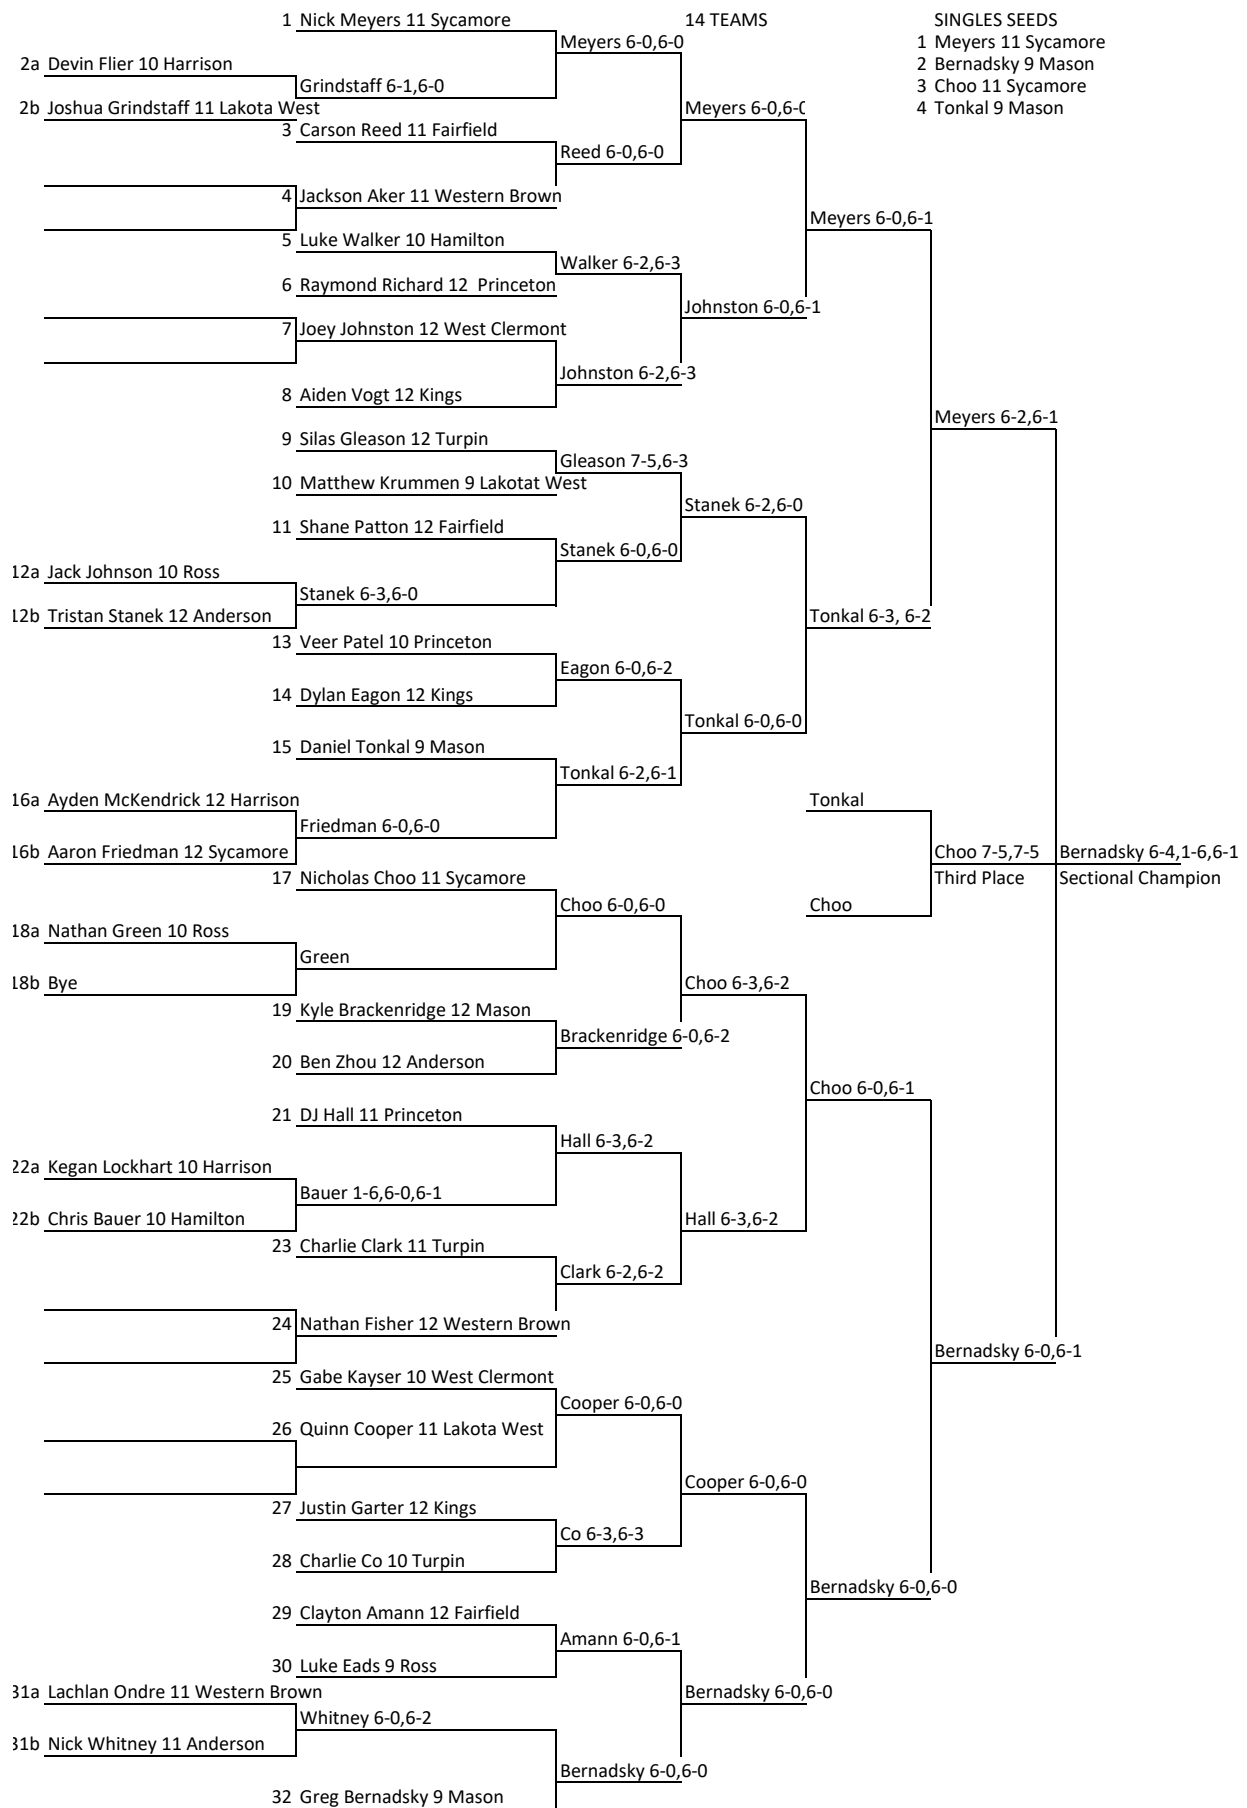 1 Nick Meyers 11 Sycamore
14 TEAMS
SINGLES SEEDS
Meyers 6-0,6-0
1 Meyers 11 Sycamore
2a Devin Flier 10 Harrison
2 Bernadsky 9 Mason
Grindstaff 6-1,6-0
3 Choo 11 Sycamore
2b Joshua Grindstaff 11 Lakota West
Meyers 6-0,6-0
4 Tonkal 9 Mason
3 Carson Reed 11 Fairfield
Reed 6-0,6-0
4 Jackson Aker 11 Western Brown
Meyers 6-0,6-1
5 Luke Walker 10 Hamilton
Walker 6-2,6-3
6 Raymond Richard 12 Princeton
Johnston 6-0,6-1
7 Joey Johnston 12 West Clermont
Johnston 6-2,6-3
8 Aiden Vogt 12 Kings
Meyers 6-2,6-1
9 Silas Gleason 12 Turpin
Gleason 7-5,6-3
10 Matthew Krummen 9 Lakotat West
Stanek 6-2,6-0
11 Shane Patton 12 Fairfield
Stanek 6-0,6-0
12a Jack Johnson 10 Ross
Stanek 6-3,6-0
12b Tristan Stanek 12 Anderson
Tonkal 6-3, 6-2
13 Veer Patel 10 Princeton
Eagon 6-0,6-2
14 Dylan Eagon 12 Kings
Tonkal 6-0,6-0
15 Daniel Tonkal 9 Mason
Tonkal 6-2,6-1
16a Ayden McKendrick 12 Harrison
Tonkal
Friedman 6-0,6-0
16b Aaron Friedman 12 Sycamore
Choo 7-5,7-5
Bernadsky 6-4,1-6,6-1
17 Nicholas Choo 11 Sycamore
Third Place
Sectional Champion
Choo 6-0,6-0
Choo
18a Nathan Green 10 Ross
Green
18b Bye
Choo 6-3,6-2
19 Kyle Brackenridge 12 Mason
Brackenridge 6-0,6-2
20 Ben Zhou 12 Anderson
Choo 6-0,6-1
21 DJ Hall 11 Princeton
Hall 6-3,6-2
22a Kegan Lockhart 10 Harrison
Bauer 1-6,6-0,6-1
22b Chris Bauer 10 Hamilton
Hall 6-3,6-2
23 Charlie Clark 11 Turpin
Clark 6-2,6-2
24 Nathan Fisher 12 Western Brown
Bernadsky 6-0,6-1
25 Gabe Kayser 10 West Clermont
Cooper 6-0,6-0
26 Quinn Cooper 11 Lakota West
Cooper 6-0,6-0
27 Justin Garter 12 Kings
Co 6-3,6-3
28 Charlie Co 10 Turpin
Bernadsky 6-0,6-0
29 Clayton Amann 12 Fairfield
Amann 6-0,6-1
30 Luke Eads 9 Ross
31a Lachlan Ondre 11 Western Brown
Bernadsky 6-0,6-0
Whitney 6-0,6-2
31b Nick Whitney 11 Anderson
Bernadsky 6-0,6-0
32 Greg Bernadsky 9 Mason